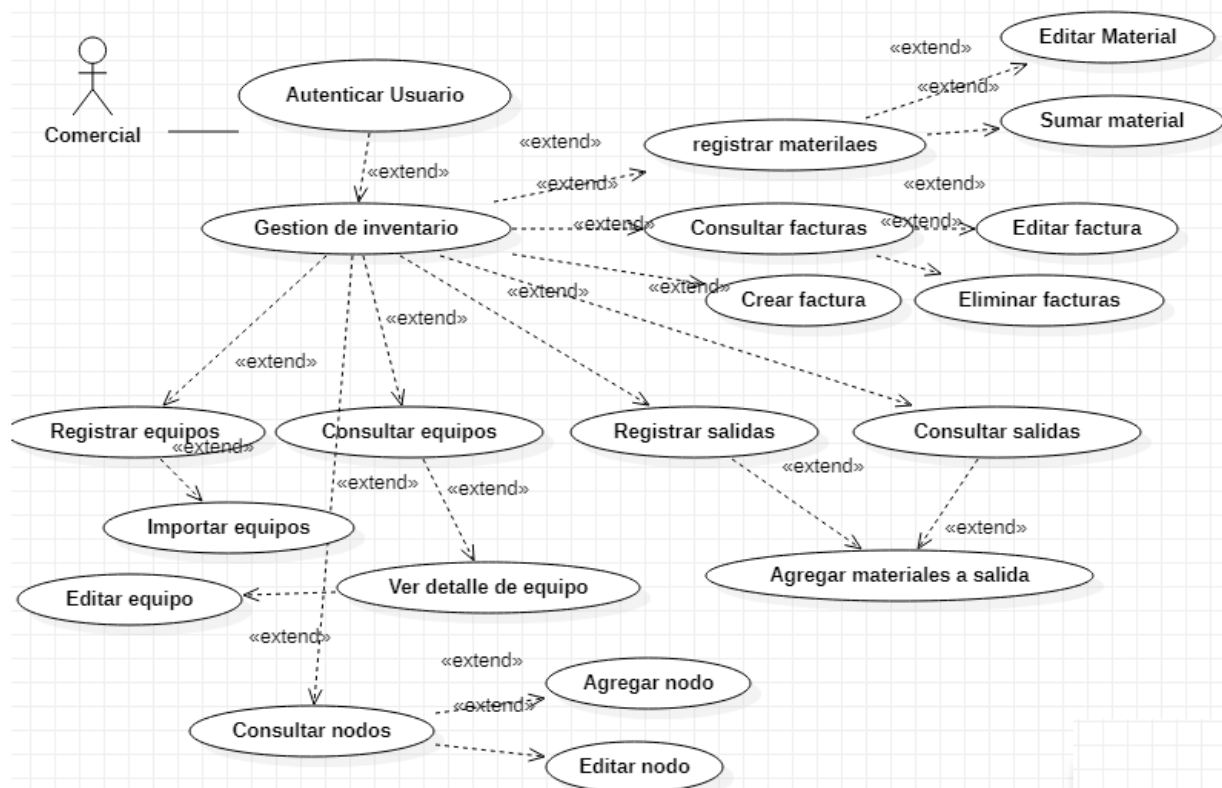 Editar Material
«extend»
«extend»
Autenticar Usuario
Sumar material
Comercial
«extend»
registrar materilaes
«extend»
«extend»
«extend»
Gestion de inventario
«extend»
Consultar facturas
«extend»
Editar factura
«extend»
«extend»
Crear factura
Eliminar facturas
«extend»
«extend»
Registrar equipos
Consultar equipos
Registrar salidas
Consultar salidas
«extend»
«extend»
«extend»
«extend»
Importar equipos
«extend»
Agregar materiales a salida
Editar equipo
Ver detalle de equipo
«extend»
«extend»
Agregar nodo
«extend»
Consultar nodos
Editar nodo